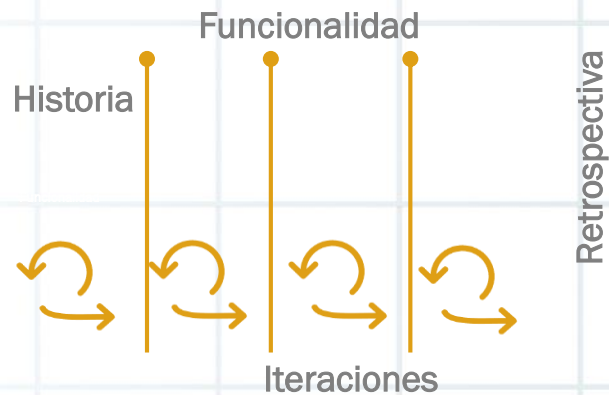 Funcionalidad
Historia
Retrospectiva
Iteraciones